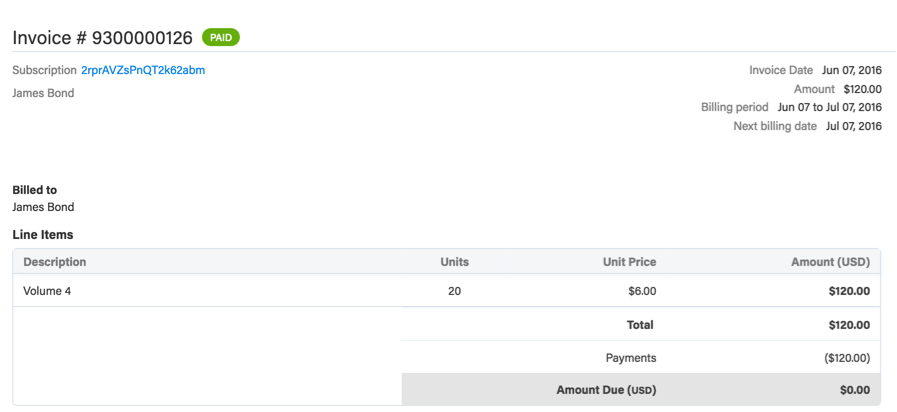 Invoice # 9300000126 PAID
Subscription 2rprAVZsPnQT2k62abm
James Bond
Invoice Date Jun 07, 2016
Amount $120.00
Billing period Jun 07 to Jul 07, 2016
Next billing date Jul 07, 2016
Billed to
James Bond
Line Items
Description Units Unit Price Amount (USD)
Volume 4 20 $6.00 $120.00
Total $120.00
Payments ($120.00)
Amount Due (USD) $0.00